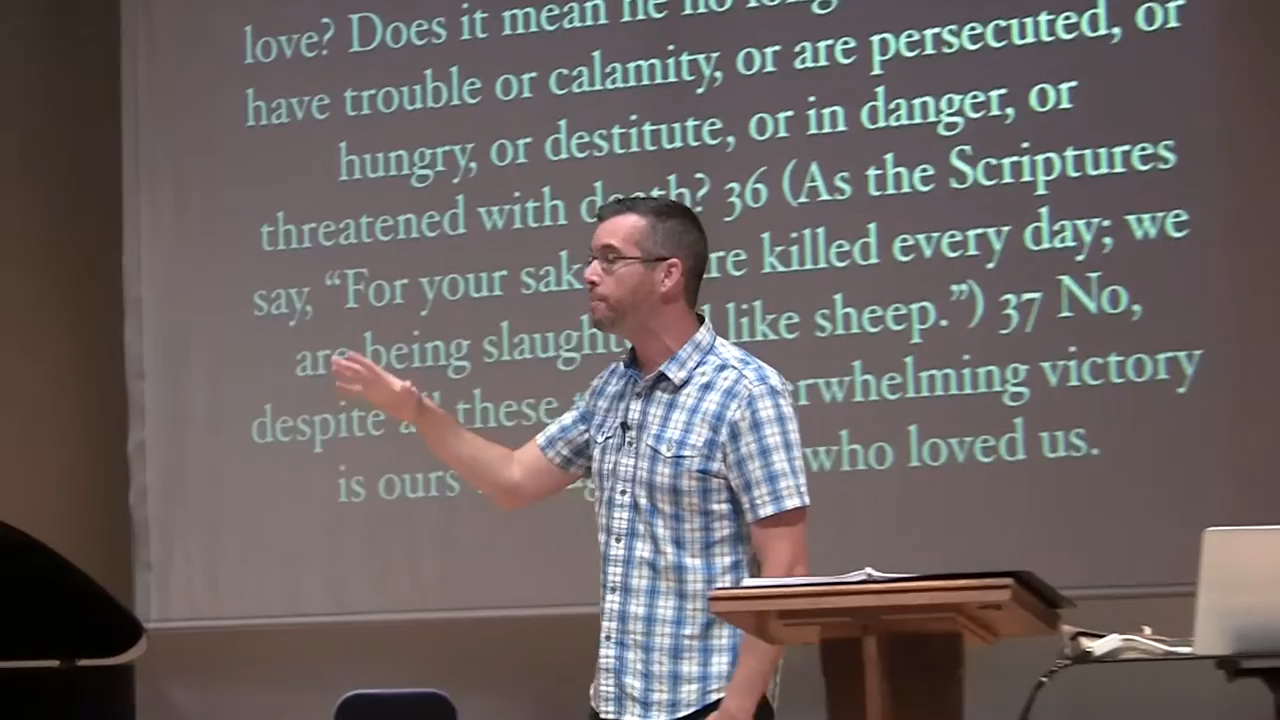 love? Does it mean he no
have trouble or calamity, or are persecuted, or
hungry, or destitute, or in danger, or
threatened with death? 36 (As the Scriptures
say, “For your killed every day; we
are being like sheep.”) 37 No,
despite these victory
is ours who loved us.